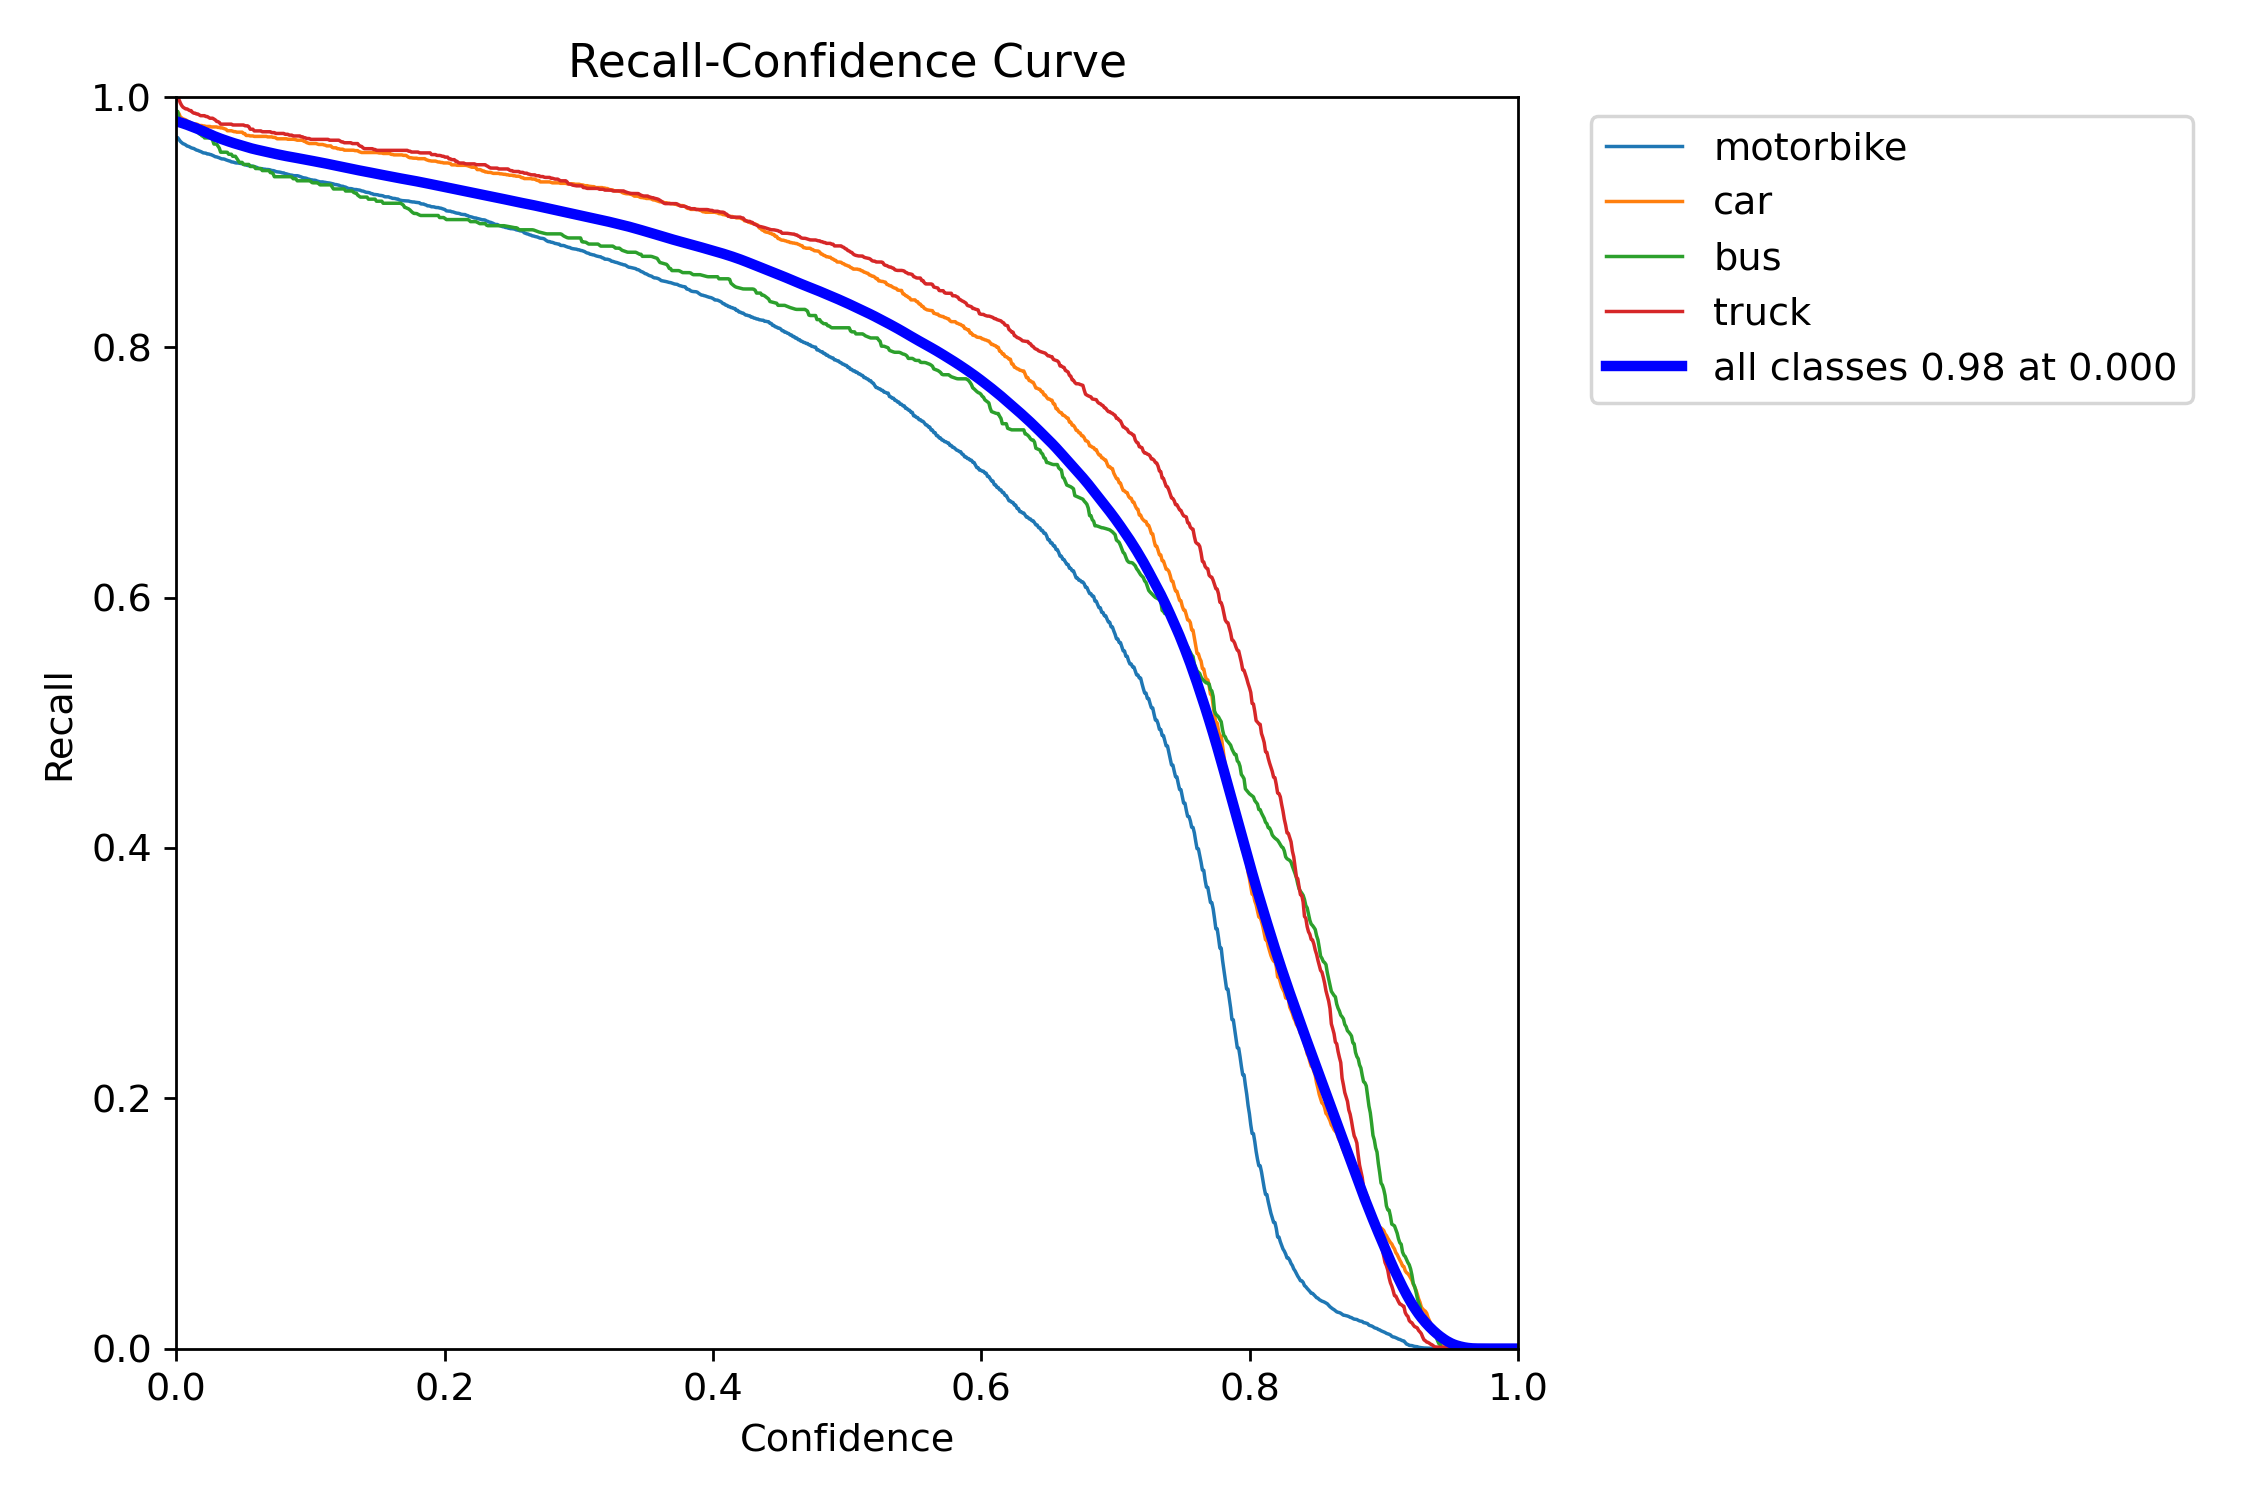 Recall-Confidence Curve
1.0
0.8
0.6
0.4
0.2
0.0
Recall
0.0 0.2 0.4 0.6 0.8 1.0
Confidence
motorbike
car
bus
truck
all classes 0.98 at 0.000